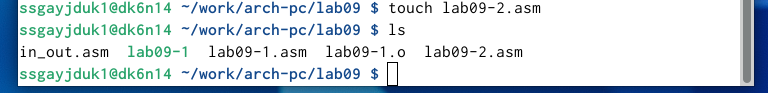 ssgayjduk1@dk6n14 ~/work/arch-pc/lab09 $ touch lab09-2.asm
ssgayjduk1@dk6n14 ~/work/arch-pc/lab09 $ ls
in_out.asm  lab09-1  lab09-1.asm  lab09-1.o  lab09-2.asm
ssgayjduk1@dk6n14 ~/work/arch-pc/lab09 $